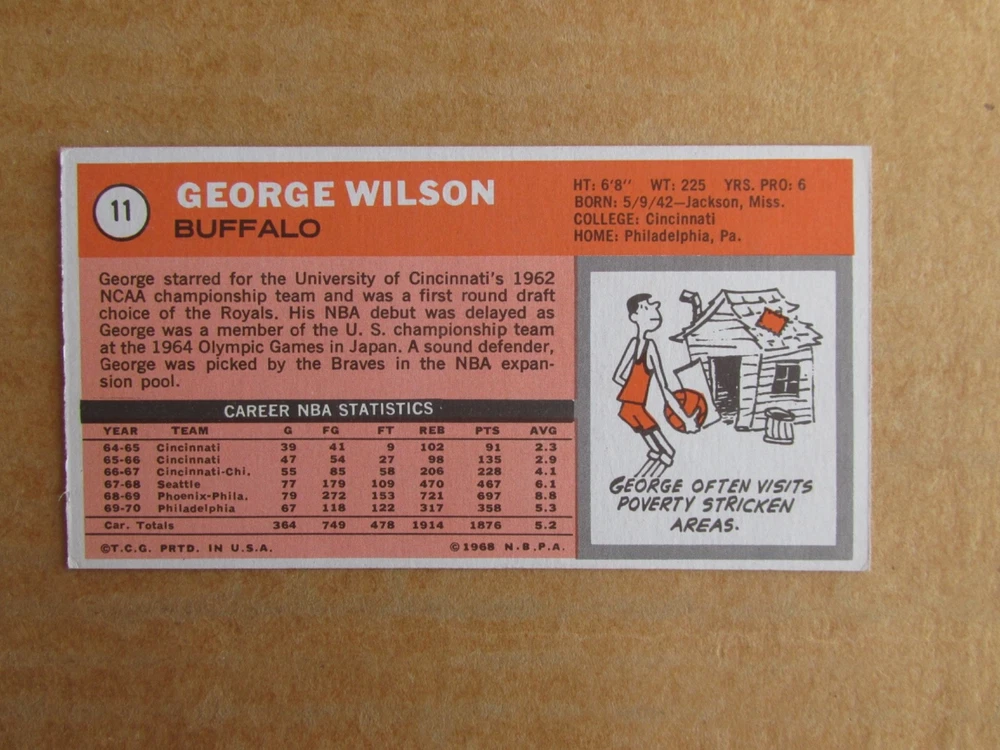 11
GEORGE WILSON
BUFFALO
HT: 6'8" WT: 225 YRS. PRO: 6
BORN: 5/9/42—Jackson, Miss.
COLLEGE: Cincinnati
HOME: Philadelphia, Pa.
George starred for the University of Cincinnati's 1962
NCAA championship team and was a first round draft
choice of the Royals. His NBA debut was delayed as
George was a member of the U. S. championship team
at the 1964 Olympic Games in Japan. A sound defender,
George was picked by the Braves in the NBA expan-
sion pool.
CAREER NBA STATISTICS
YEAR TEAM G FG FT REB PTS AVG
64-65 Cincinnati 39 41 9 102 91 2.3
65-66 Cincinnati 47 54 27 98 135 2.9
66-67 Cincinnati-Chi. 55 85 58 206 228 4.1
67-68 Seattle 77 179 109 470 467 6.1
68-69 Phoenix-Phila. 79 272 153 721 697 8.8
69-70 Philadelphia 67 118 122 317 358 5.3
Car. Totals 364 749 478 1914 1876 5.2
©T.C.G. PRTD. IN U.S.A. ©1968 N.B.P.A.
GEORGE OFTEN VISITS
POVERTY STRICKEN
AREAS.